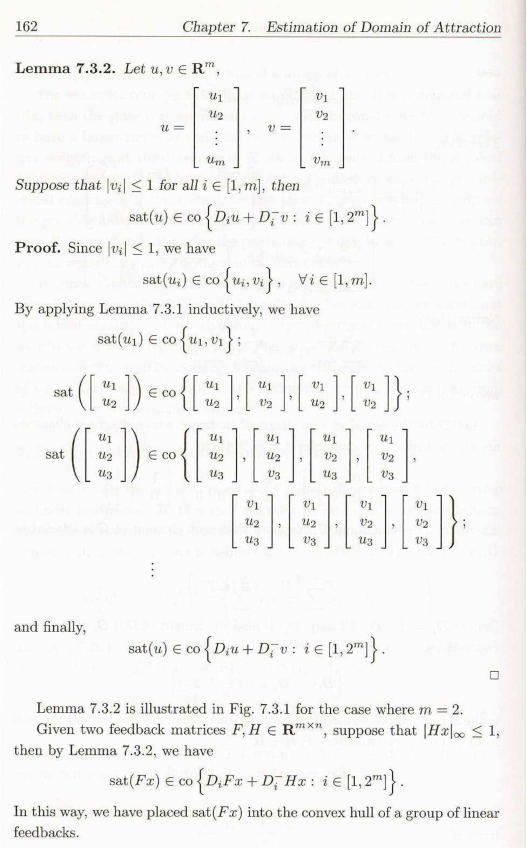 162 Chapter 7. Estimation of Domain of Attraction
Lemma 7.3.2. Let u, v ∈ R^m,
u = [ u_1 u_2 ⋮ u_m ], v = [ v_1 v_2 ⋮ v_m ].
Suppose that |v_i| ≤ 1 for all i ∈ [1, m], then
sat(u) ∈ co { D_i u + D_i^- v : i ∈ [1, 2^m] }.
Proof. Since |v_i| ≤ 1, we have
sat(u_i) ∈ co { u_i, v_i }, ∀ i ∈ [1, m].
By applying Lemma 7.3.1 inductively, we have
sat(u_1) ∈ co { u_1, v_1 };
sat ( [ u_1 u_2 ] ) ∈ co { [ u_1 u_2 ], [ u_1 v_2 ], [ v_1 u_2 ], [ v_1 v_2 ] };
sat ( [ u_1 u_2 u_3 ] ) ∈ co { [ u_1 u_2 u_3 ], [ u_1 u_2 v_3 ], [ u_1 v_2 u_3 ], [ u_1 v_2 v_3 ],
[ v_1 u_2 u_3 ], [ v_1 u_2 v_3 ], [ v_1 v_2 u_3 ], [ v_1 v_2 v_3 ] };
⋮
and finally,
sat(u) ∈ co { D_i u + D_i^- v : i ∈ [1, 2^m] }.
□
Lemma 7.3.2 is illustrated in Fig. 7.3.1 for the case where m = 2.
Given two feedback matrices F, H ∈ R^{m×n}, suppose that |Hx|_∞ ≤ 1,
then by Lemma 7.3.2, we have
sat(Fx) ∈ co { D_i Fx + D_i^- Hx : i ∈ [1, 2^m] }.
In this way, we have placed sat(Fx) into the convex hull of a group of linear
feedbacks.